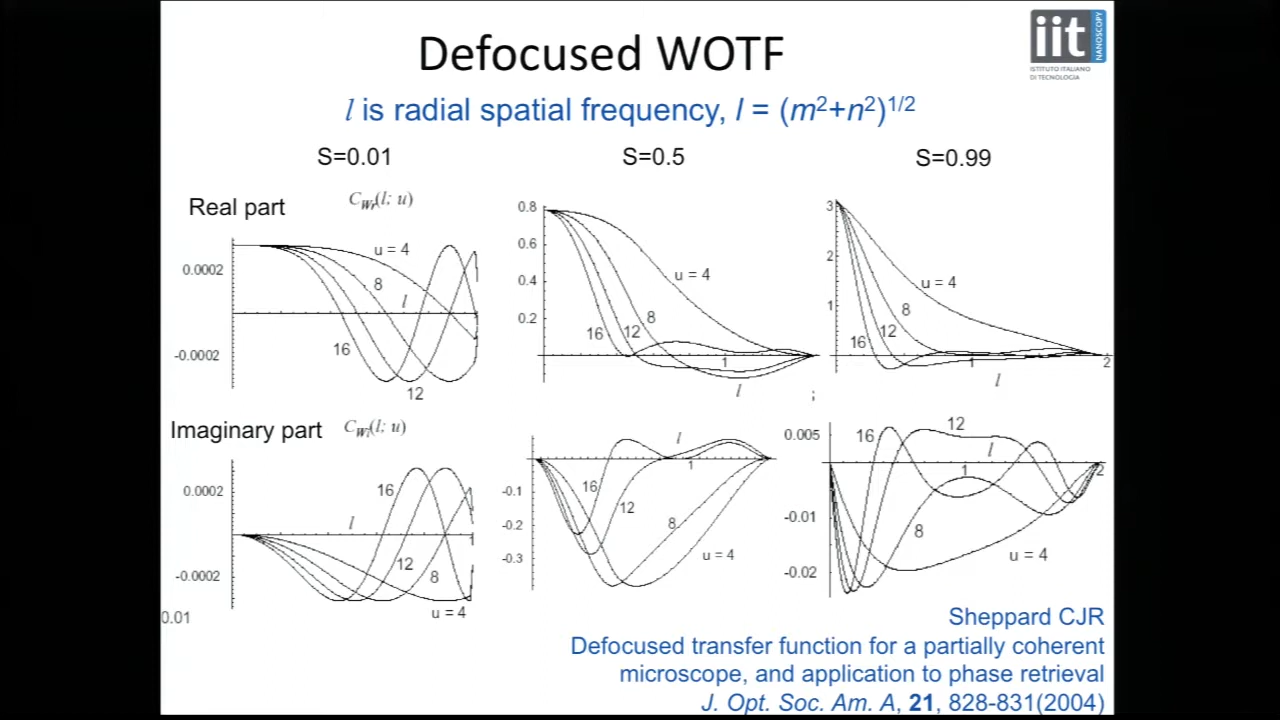 Defocused WOTF
iit
NANOSCOPY
ISTITUTO ITALIANO
DI TECNOLOGIA
l is radial spatial frequency, l = (m²+n²)¹/²
S=0.01
S=0.5
S=0.99
Real part
C_Wr(l; u)
0.0002
-0.0002
u = 4
8
l
16
12
0.8
0.6
0.4
0.2
u = 4
8
16
12
1
l
3
2
1
u = 4
8
12
16
1
2
l
;
Imaginary part
C_Wi(l; u)
0.0002
-0.0002
16
l
1
12
8
u = 4
0.01
-0.1
-0.2
-0.3
l
1
16
12
8
u = 4
0.005
-0.01
-0.02
16
12
l
1
2
8
u = 4
Sheppard CJR
Defocused transfer function for a partially coherent
microscope, and application to phase retrieval
J. Opt. Soc. Am. A, 21, 828-831(2004)